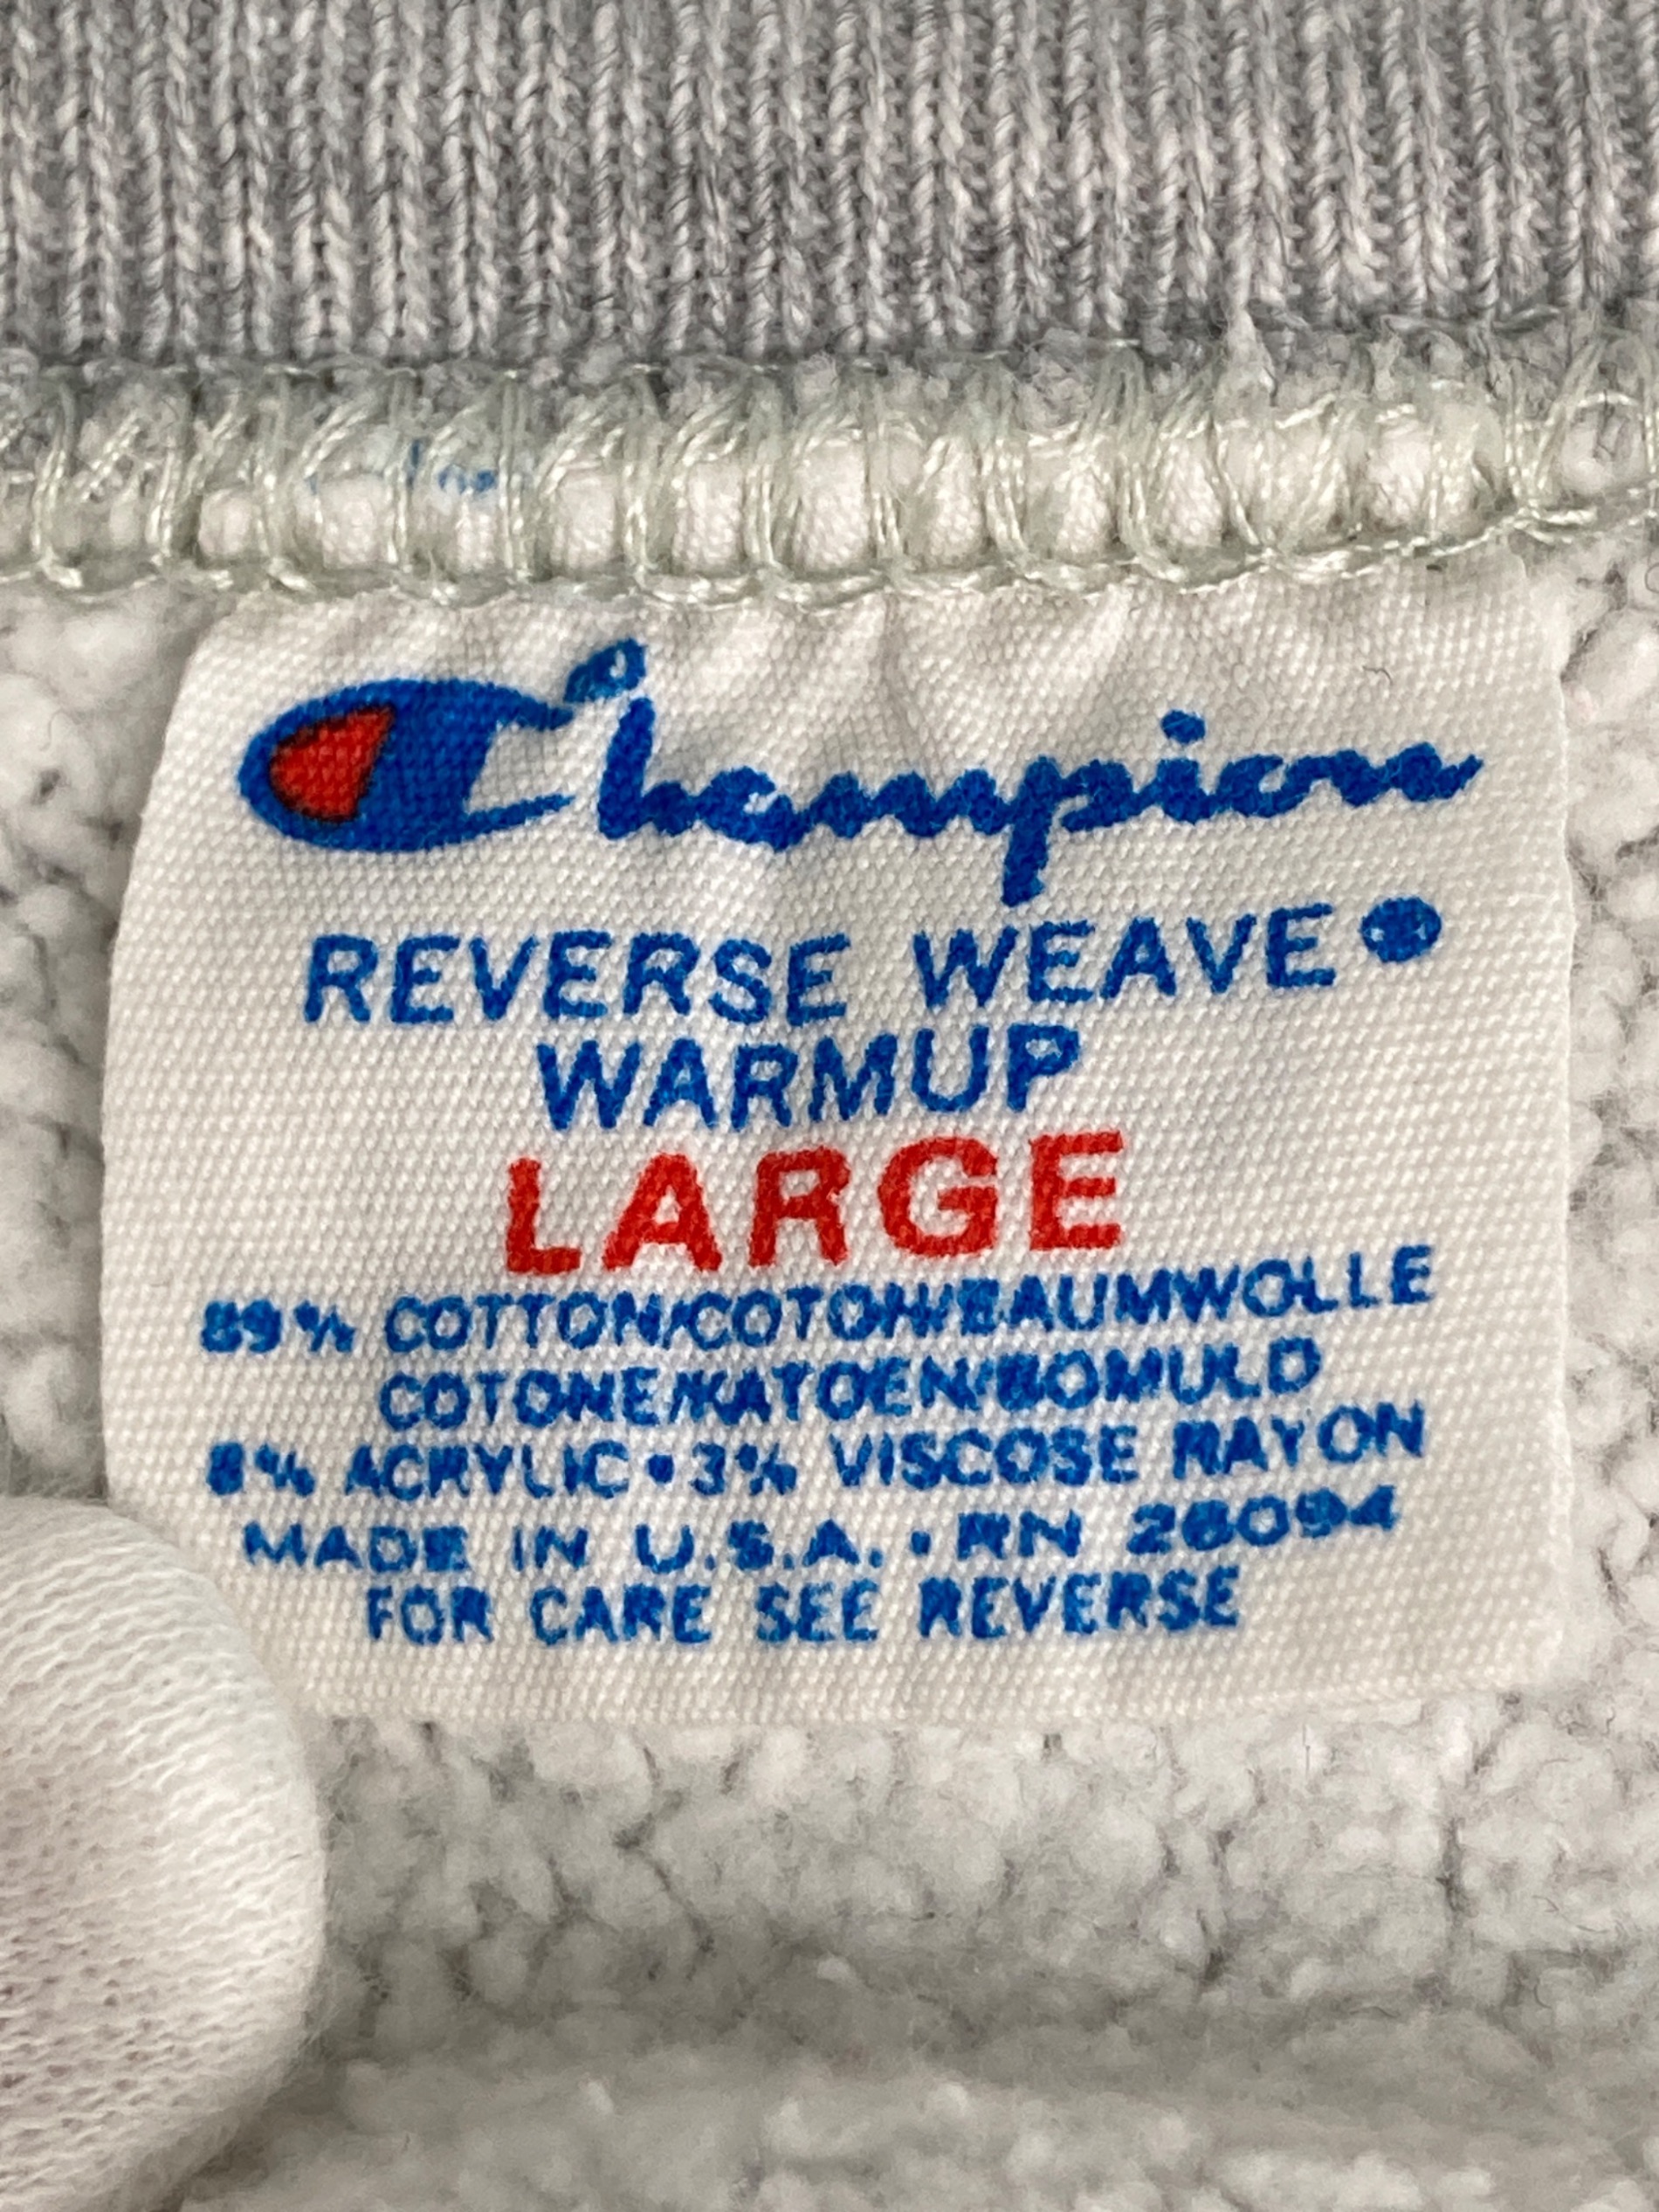 Champion
REVERSE WEAVE®
WARMUP
LARGE
89% COTTON/COTON/BAUMWOLLE
COTONE/KATOEN/BOMULD
8% ACRYLIC • 3% VISCOSE RAYON
MADE IN U.S.A. • RN 26094
FOR CARE SEE REVERSE